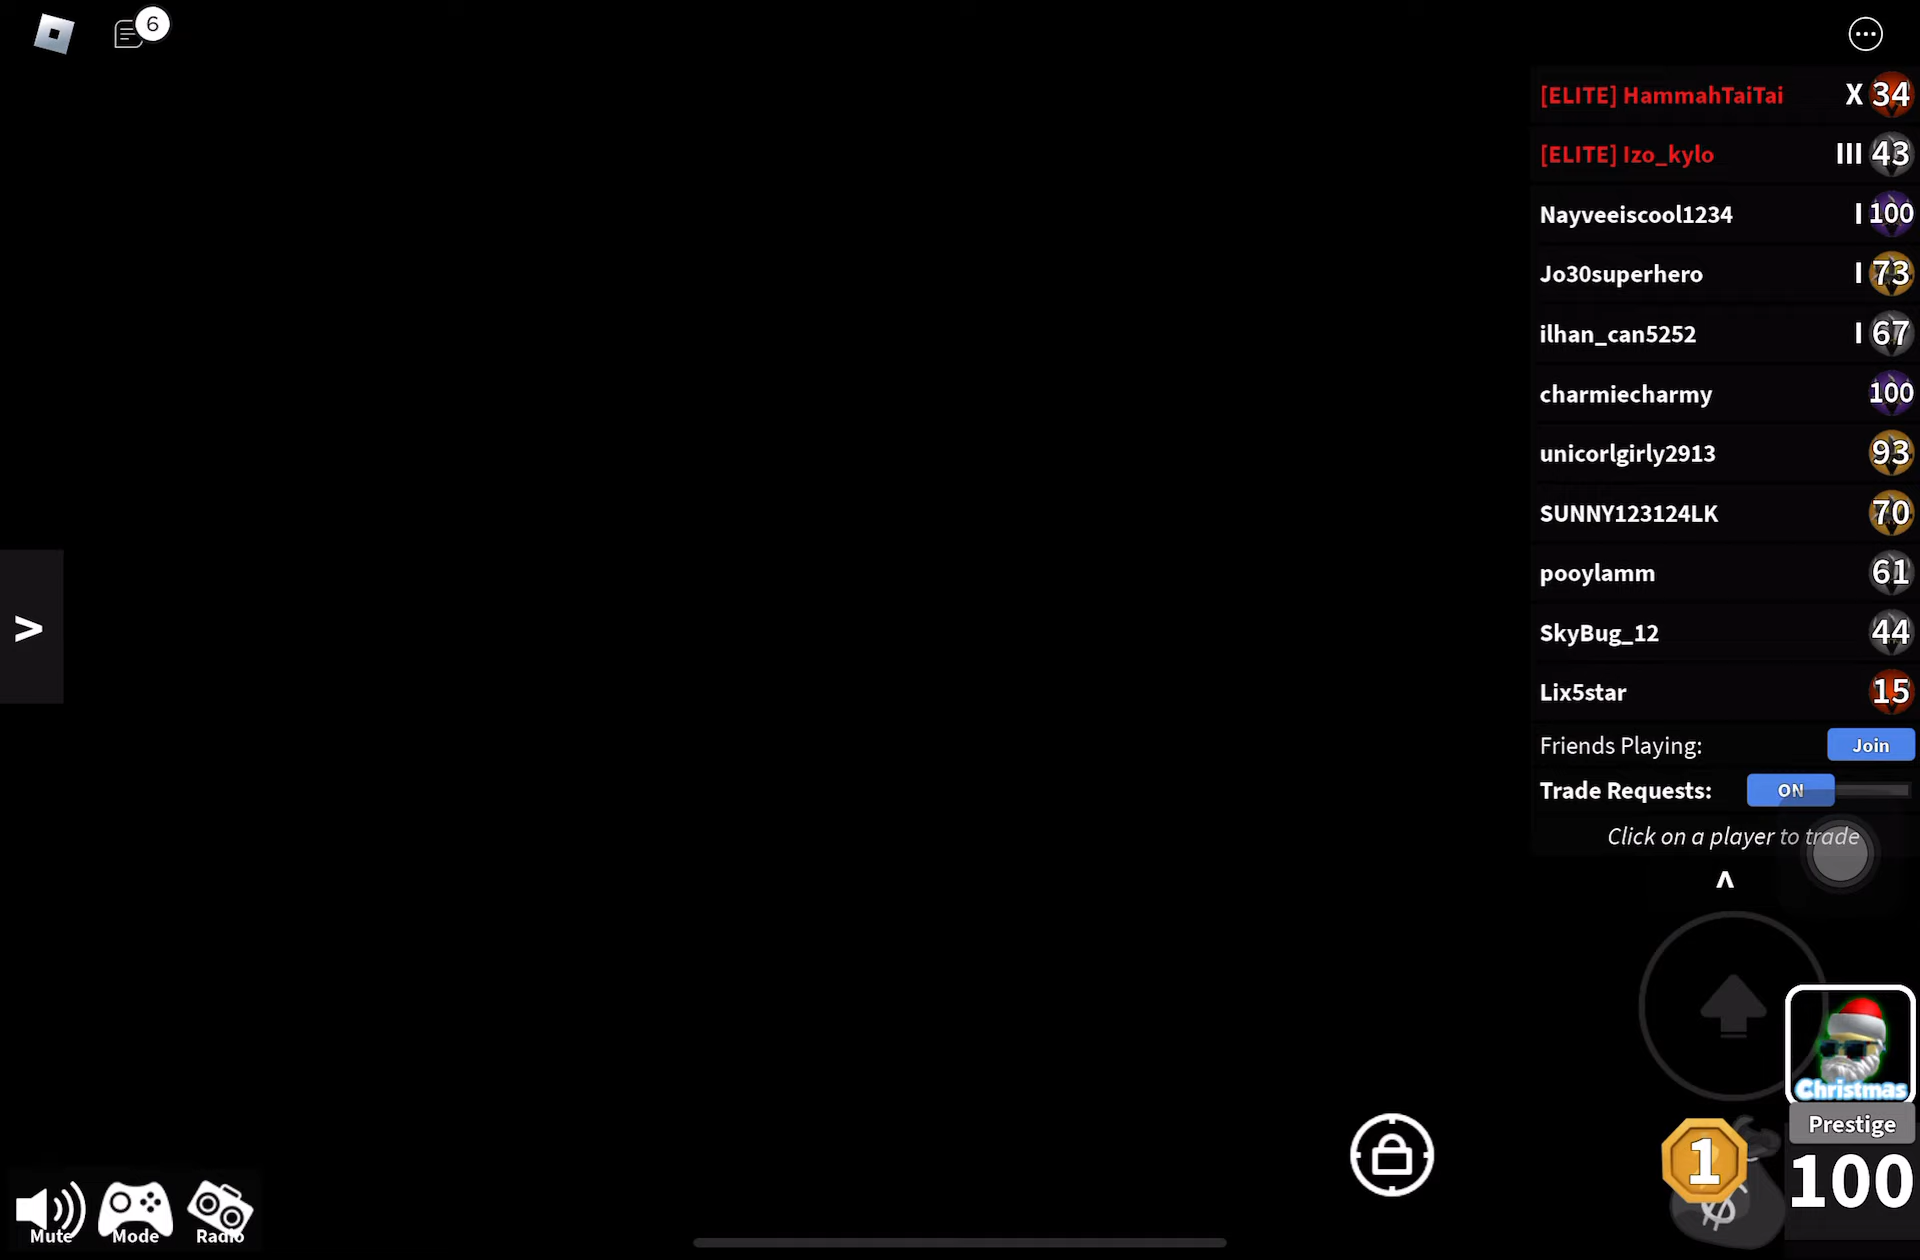 6
[ELITE] HammahTaiTai X 34
[ELITE] Izo_kylo III 43
Nayveeiscool1234 I 100
Jo30superhero I 73
ilhan_can5252 I 67
charmiecharmy 100
unicorlgirly2913 93
SUNNY123124LK 70
pooylamm 61
SkyBug_12 44
Lix5star 15
Friends Playing: Join
Trade Requests: ON
Click on a player to trade
>
^
Christmas
Prestige
1
100
$
Mute Mode Radio